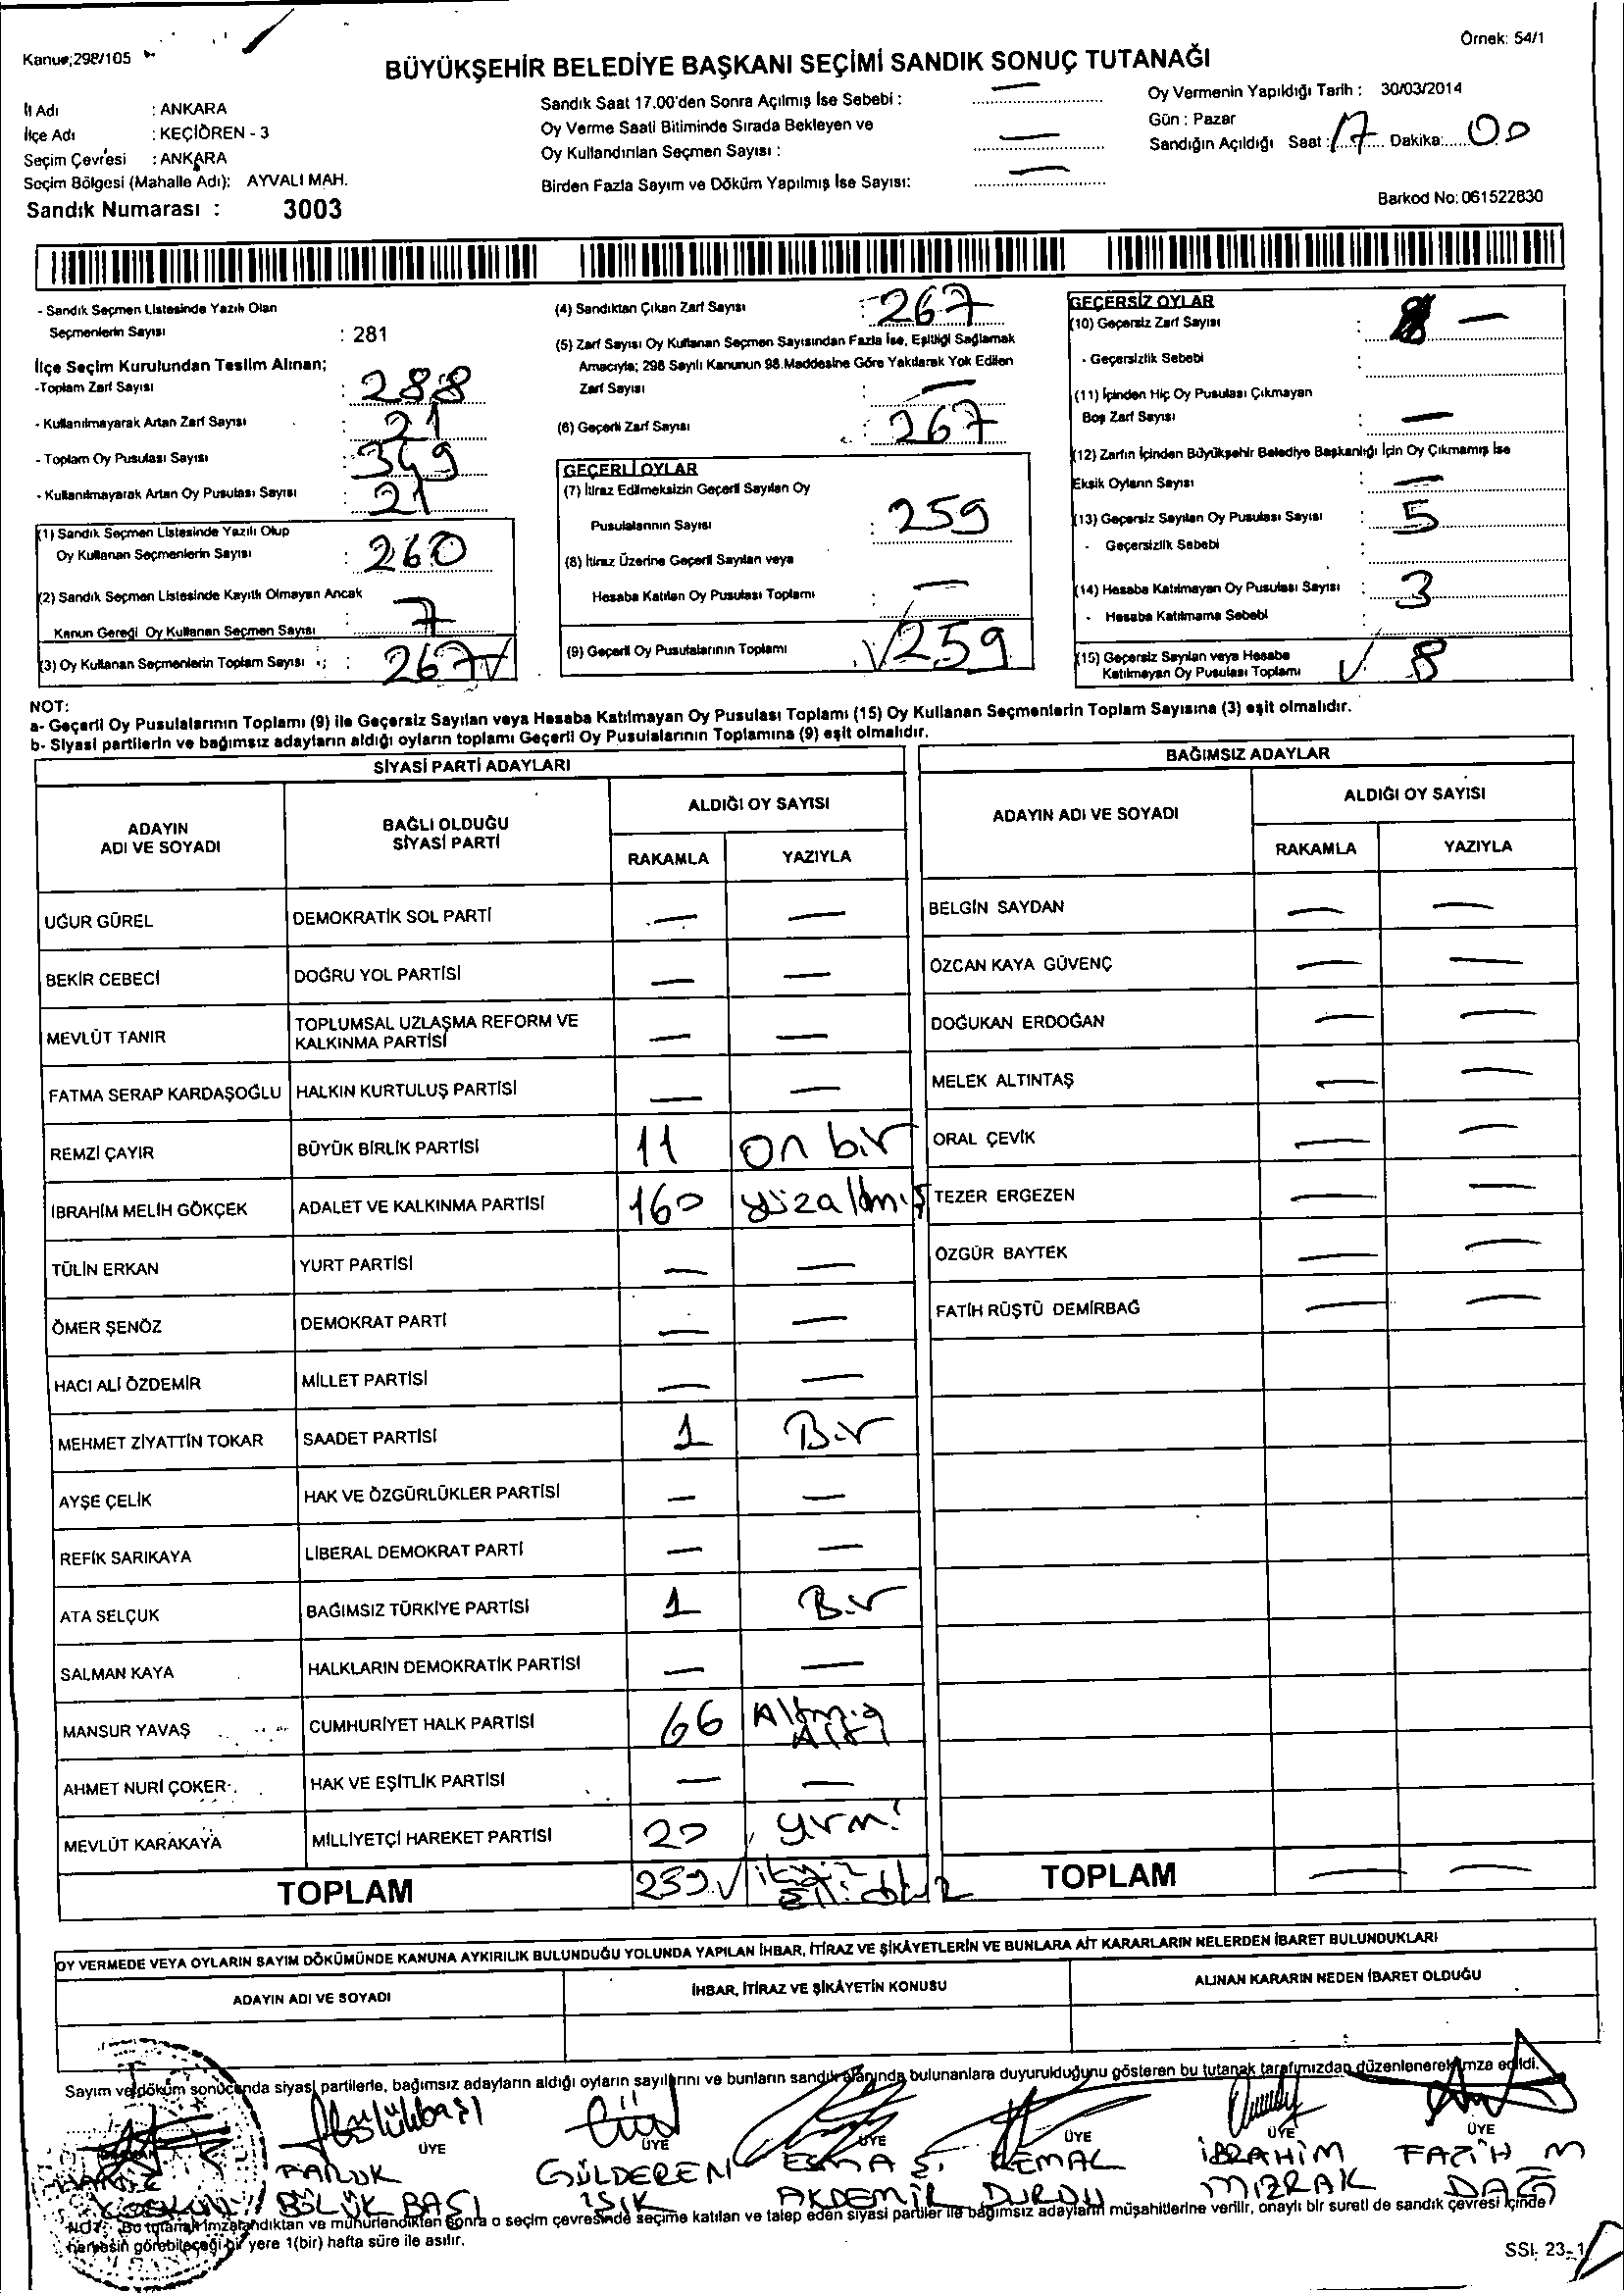 Kanun;298/105
Örnek: 54/1
BÜYÜKŞEHİR BELEDİYE BAŞKANI SEÇİMİ SANDIK SONUÇ TUTANAĞI
İl Adı : ANKARA
İlçe Adı : KEÇİÖREN - 3
Seçim Çevresi : ANKARA
Seçim Bölgesi (Mahalle Adı): AYVALI MAH.
Sandık Numarası : 3003
Sandık Saat 17.00'den Sonra Açılmış İse Sebebi : —
Oy Verme Saati Bitiminde Sırada Bekleyen ve
Oy Kullandırılan Seçmen Sayısı : —
Birden Fazla Sayım ve Döküm Yapılmış İse Sayısı: —
Oy Vermenin Yapıldığı Tarih : 30/03/2014
Gün : Pazar
Sandığın Açıldığı Saat : 17 Dakika: 00
Barkod No: 061522830
- Sandık Seçmen Listesinde Yazılı Olan
Seçmenlerin Sayısı : 281
İlçe Seçim Kurulundan Teslim Alınan;
-Toplam Zarf Sayısı : 288
- Kullanılmayarak Artan Zarf Sayısı : 21
- Toplam Oy Pusulası Sayısı : 349
- Kullanılmayarak Artan Oy Pusulası Sayısı : 21
(1) Sandık Seçmen Listesinde Yazılı Olup
Oy Kullanan Seçmenlerin Sayısı : 260
(2) Sandık Seçmen Listesinde Kayıtlı Olmayan Ancak
Kanun Gereği Oy Kullanan Seçmen Sayısı : 7
(3) Oy Kullanan Seçmenlerin Toplam Sayısı : 267 √
(4) Sandıktan Çıkan Zarf Sayısı : 267
(5) Zarf Sayısı Oy Kullanan Seçmen Sayısından Fazla İse, Eşitliği Sağlamak
Amacıyla; 298 Sayılı Kanunun 98.Maddesine Göre Yakılarak Yok Edilen
Zarf Sayısı : —
(6) Geçerli Zarf Sayısı : 267
GEÇERLİ OYLAR
(7) İtiraz Edilmeksizin Geçerli Sayılan Oy
Pusulalarının Sayısı : 259
(8) İtiraz Üzerine Geçerli Sayılan veya
Hesaba Katılan Oy Pusulası Toplamı : —
(9) Geçerli Oy Pusulalarının Toplamı √ 259
GEÇERSİZ OYLAR
(10) Geçersiz Zarf Sayısı : —
- Geçersizlik Sebebi :
(11) İçinden Hiç Oy Pusulası Çıkmayan
Boş Zarf Sayısı : —
(12) Zarfın İçinden Büyükşehir Belediye Başkanlığı İçin Oy Çıkmamış İse
Eksik Oyların Sayısı : —
(13) Geçersiz Sayılan Oy Pusulası Sayısı : 5
- Geçersizlik Sebebi :
(14) Hesaba Katılmayan Oy Pusulası Sayısı : 3
- Hesaba Katılmama Sebebi :
(15) Geçersiz Sayılan veya Hesaba
Katılmayan Oy Pusulası Toplamı √ 8
NOT:
a- Geçerli Oy Pusulalarının Toplamı (9) ile Geçersiz Sayılan veya Hesaba Katılmayan Oy Pusulası Toplamı (15) Oy Kullanan Seçmenlerin Toplam Sayısına (3) eşit olmalıdır.
b- Siyasi partilerin ve bağımsız adayların aldığı oyların toplamı Geçerli Oy Pusulalarının Toplamına (9) eşit olmalıdır.
SİYASİ PARTİ ADAYLARI
ADAYIN
ADI VE SOYADI
BAĞLI OLDUĞU
SİYASİ PARTİ
ALDIĞI OY SAYISI
RAKAMLA YAZIYLA
UĞUR GÜREL DEMOKRATİK SOL PARTİ — —
BEKİR CEBECİ DOĞRU YOL PARTİSİ — —
MEVLÜT TANIR TOPLUMSAL UZLAŞMA REFORM VE
KALKINMA PARTİSİ — —
FATMA SERAP KARDAŞOĞLU HALKIN KURTULUŞ PARTİSİ — —
REMZİ ÇAYIR BÜYÜK BİRLİK PARTİSİ 11 on bir
İBRAHİM MELİH GÖKÇEK ADALET VE KALKINMA PARTİSİ 160 yüzaltmış
TÜLİN ERKAN YURT PARTİSİ — —
ÖMER ŞENÖZ DEMOKRAT PARTİ — —
HACI ALİ ÖZDEMİR MİLLET PARTİSİ — —
MEHMET ZİYATTİN TOKAR SAADET PARTİSİ 1 Bir
AYŞE ÇELİK HAK VE ÖZGÜRLÜKLER PARTİSİ — —
REFİK SARIKAYA LİBERAL DEMOKRAT PARTİ — —
ATA SELÇUK BAĞIMSIZ TÜRKİYE PARTİSİ 1 Bir
SALMAN KAYA HALKLARIN DEMOKRATİK PARTİSİ — —
MANSUR YAVAŞ CUMHURİYET HALK PARTİSİ 66 Altmış
Altı
AHMET NURİ ÇOKER HAK VE EŞİTLİK PARTİSİ — —
MEVLÜT KARAKAYA MİLLİYETÇİ HAREKET PARTİSİ 20 yirmi
TOPLAM 259 √ ikiyüz
BAĞIMSIZ ADAYLAR
ADAYIN ADI VE SOYADI
ALDIĞI OY SAYISI
RAKAMLA YAZIYLA
BELGİN SAYDAN — —
ÖZCAN KAYA GÜVENÇ — —
DOĞUKAN ERDOĞAN — —
MELEK ALTINTAŞ — —
ORAL ÇEVİK — —
TEZER ERGEZEN — —
ÖZGÜR BAYTEK — —
FATİH RÜŞTÜ DEMİRBAĞ — —
TOPLAM — —
OY VERMEDE VEYA OYLARIN SAYIM DÖKÜMÜNDE KANUNA AYKIRILIK BULUNDUĞU YOLUNDA YAPILAN İHBAR, İTİRAZ VE ŞİKÂYETLERİN VE BUNLARA AİT KARARLARIN NELERDEN İBARET BULUNDUKLARI
ADAYIN ADI VE SOYADI İHBAR, İTİRAZ VE ŞİKÂYETİN KONUSU ALINAN KARARIN NEDEN İBARET OLDUĞU
Sayım ve döküm sonucunda siyasi partilerle, bağımsız adayların aldığı oyların sayılarını ve bunların sandık alanında bulunanlara duyurulduğunu gösteren bu tutanak tarafımızdan düzenlenerek imza edildi.
ÜYE ÜYE ÜYE ÜYE ÜYE ÜYE
FARUK GÜLDEREN ESMA Ş. KEMAL İBRAHİM FATİH M
BÖLÜK BAŞI IŞIK AKDEMİR DURDU MIZRAK DAĞ
NOT: Bu tutanak imzalandıktan ve mühürlendikten sonra o seçim çevresinde seçime katılan ve talep eden siyasi partiler ile bağımsız adayların müşahitlerine verilir, onaylı bir sureti de sandık çevresi içinde
herkesin görebileceği bir yere 1(bir) hafta süre ile asılır.
SSİ- 23-1